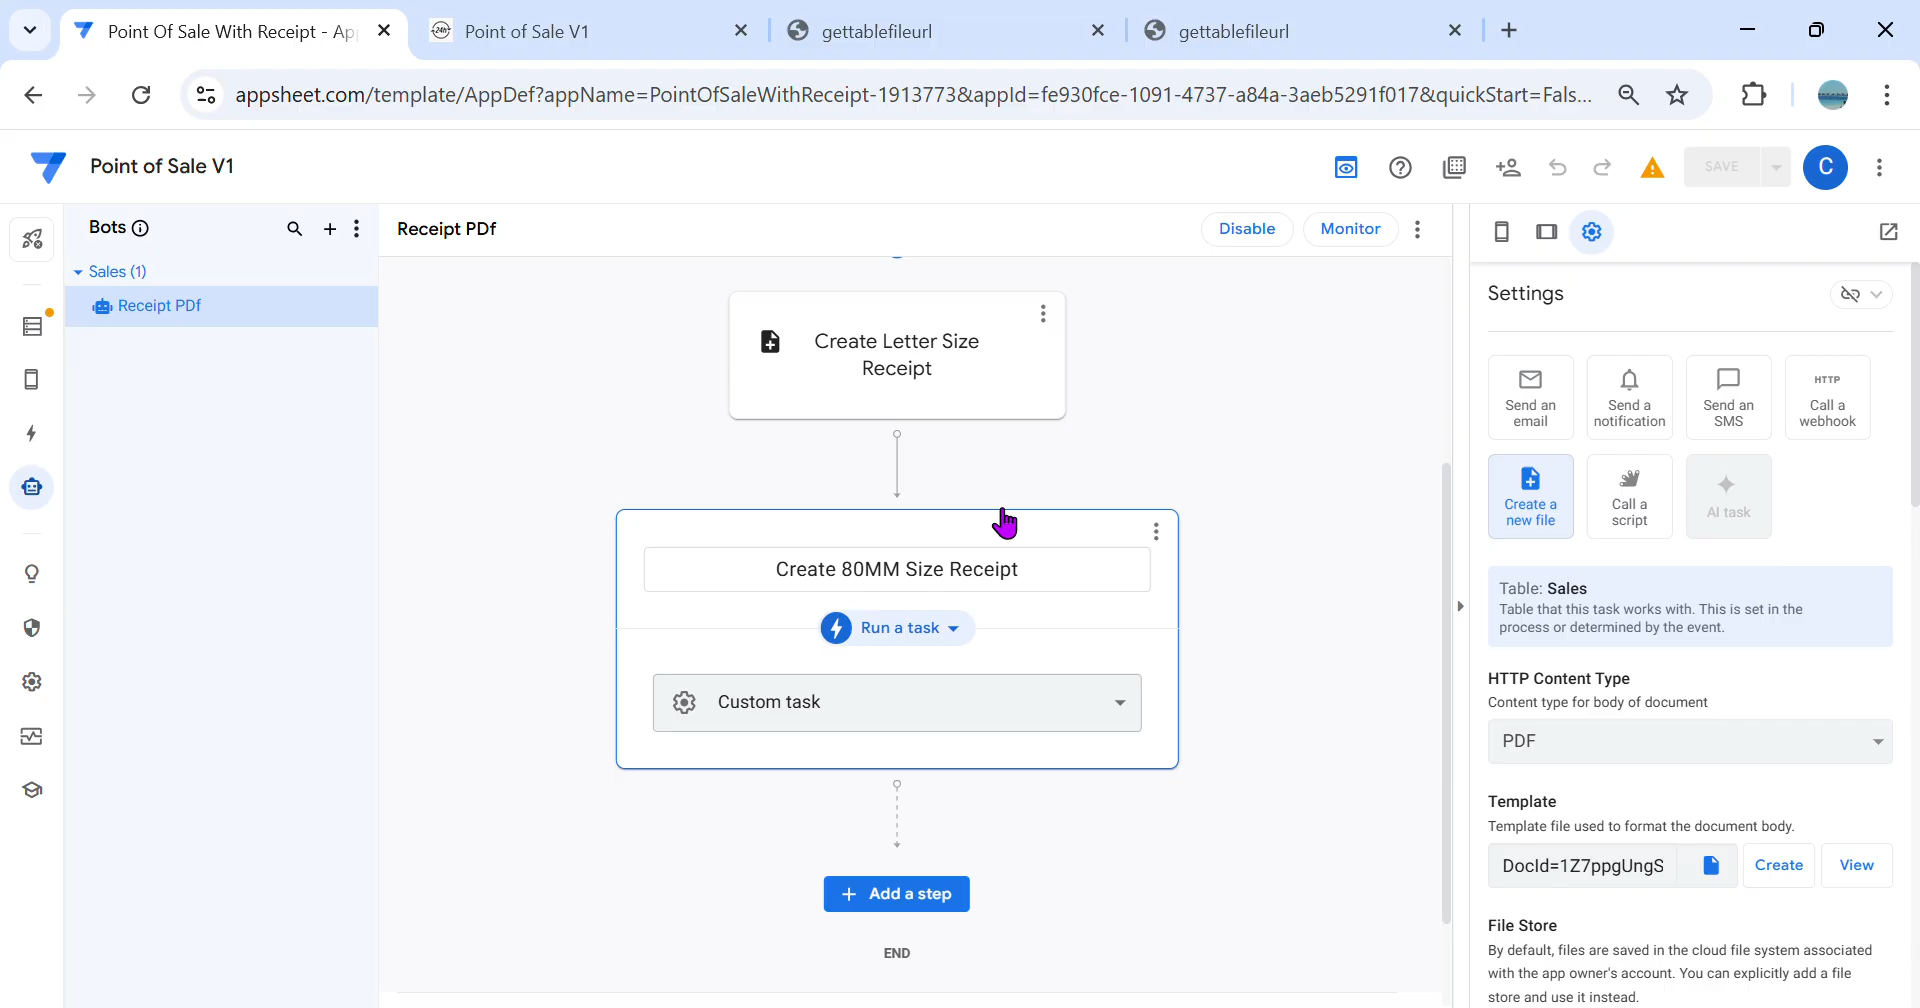 Point Of Sale With Receipt - Ap
Point of Sale V1
gettablefileurl
gettablefileurl
appsheet.com/template/AppDef?appName=PointOfSaleWithReceipt-1913773&appId=fe930fce-1091-4737-a84a-3aeb5291f017&quickStart=Fals...
Point of Sale V1
SAVE
C
Bots
Receipt PDf
Disable
Monitor
Sales (1)
Receipt PDf
Settings
Create Letter Size
Receipt
Send an
email
Send a
notification
Send an
SMS
HTTP
Call a
webhook
Create a
new file
Call a
script
AI task
Create 80MM Size Receipt
Run a task
Custom task
Add a step
END
Table: Sales
Table that this task works with. This is set in the
process or determined by the event.
HTTP Content Type
Content type for body of document
PDF
Template
Template file used to format the document body.
DocId=1Z7ppgUngS
Create
View
File Store
By default, files are saved in the cloud file system associated
with the app owner's account. You can explicitly add a file
store and use it instead.